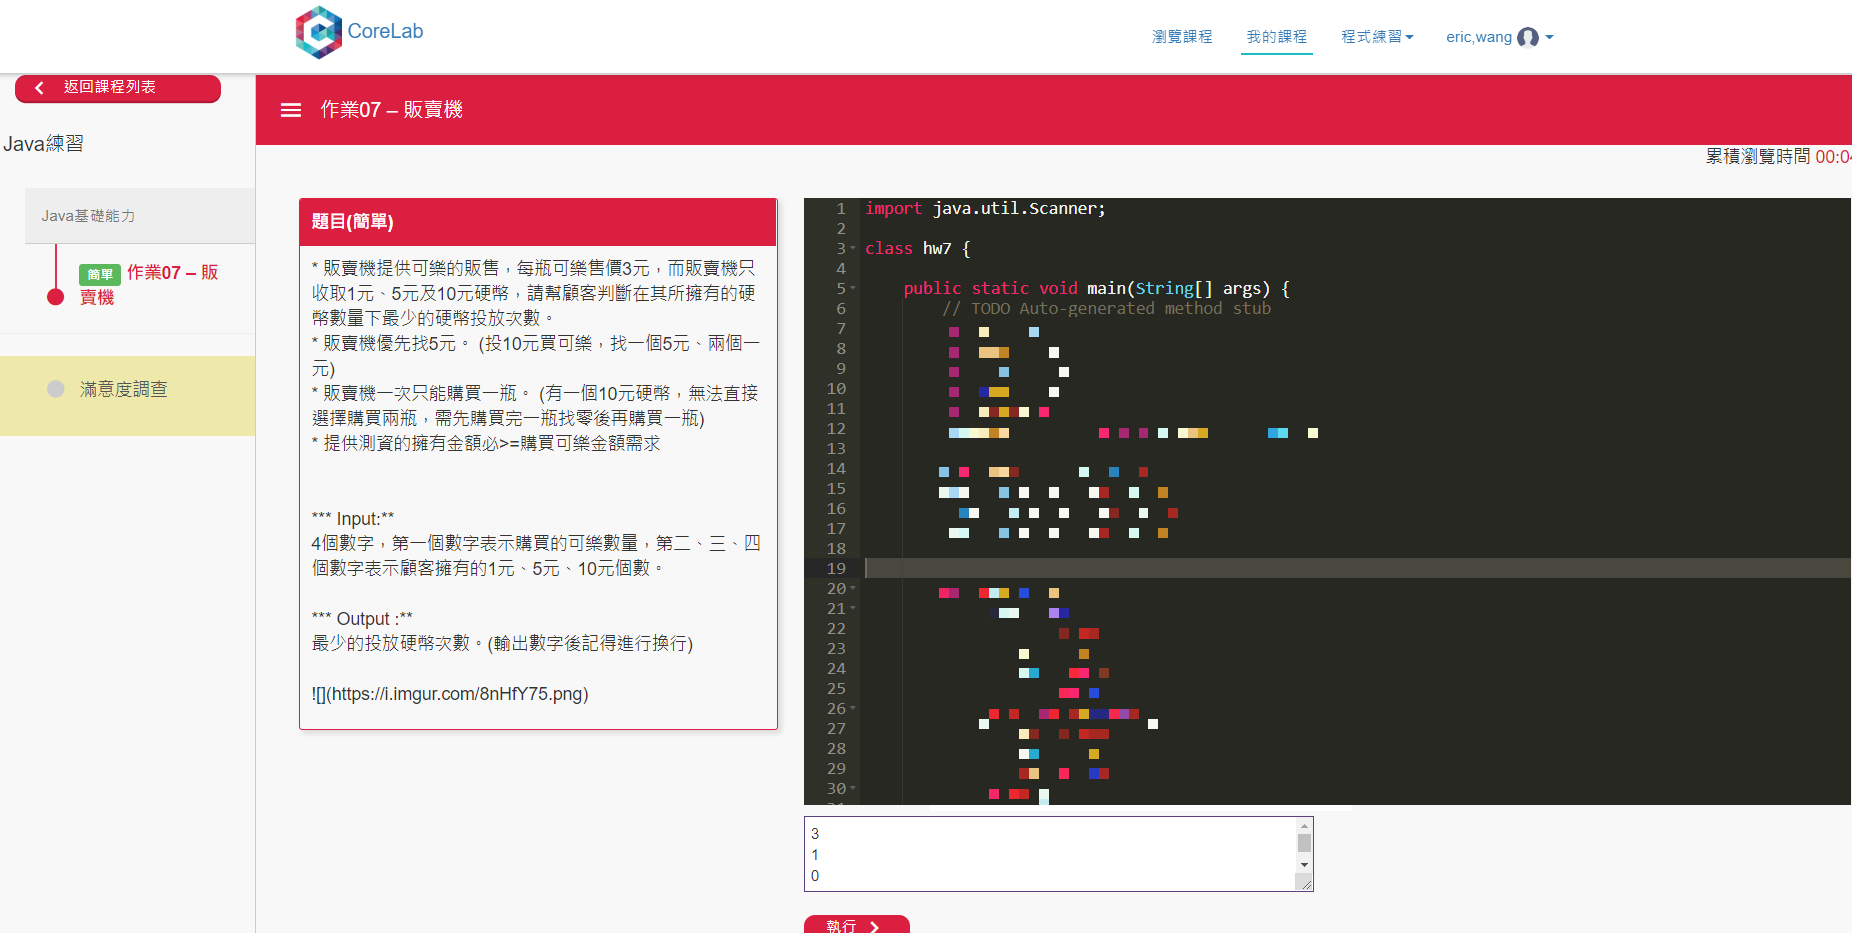 CoreLab
瀏覽課程
我的課程
程式練習
eric,wang
返回課程列表
作業07 – 販賣機
Java練習
累積瀏覽時間 00:04
Java基礎能力
簡單 作業07 – 販
賣機
滿意度調查
題目(簡單)
* 販賣機提供可樂的販售，每瓶可樂售價3元，而販賣機只
收取1元、5元及10元硬幣，請幫顧客判斷在其所擁有的硬
幣數量下最少的硬幣投放次數。
* 販賣機優先找5元。 (投10元買可樂，找一個5元、兩個一
元)
* 販賣機一次只能購買一瓶。 (有一個10元硬幣，無法直接
選擇購買兩瓶，需先購買完一瓶找零後再購買一瓶)
* 提供測資的擁有金額必>=購買可樂金額需求
*** Input:**
4個數字，第一個數字表示購買的可樂數量，第二、三、四
個數字表示顧客擁有的1元、5元、10元個數。
*** Output :**
最少的投放硬幣次數。(輸出數字後記得進行換行)
![](https://i.imgur.com/8nHfY75.png)
1 import java.util.Scanner;
2
3 class hw7 {
4
5 public static void main(String[] args) {
6 // TODO Auto-generated method stub
7
8
9
10
11
12
13
14
15
16
17
18
19
20
21
22
23
24
25
26
27
28
29
30
3
1
0
執行